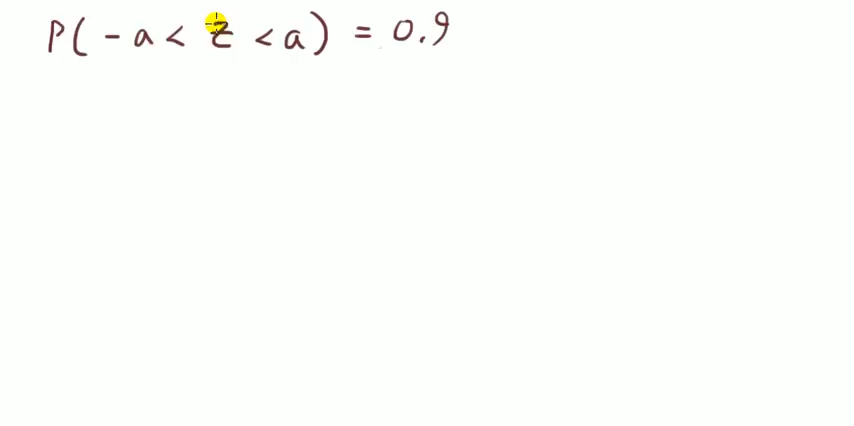 P(-a < z < a) = 0.9